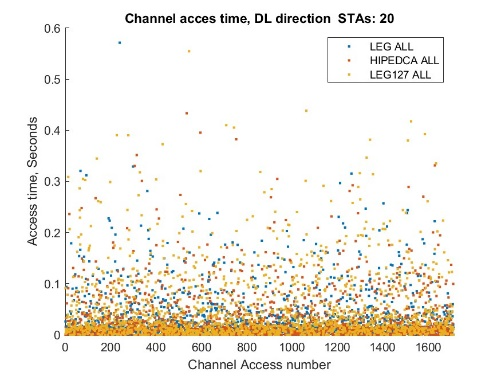 Channel acces time, DL direction  STAs: 20
LEG ALL
HIPEDCA ALL
LEG127 ALL
Access time, Seconds
0.6
0.5
0.4
0.3
0.2
0.1
0
0 200 400 600 800 1000 1200 1400 1600
Channel Access number